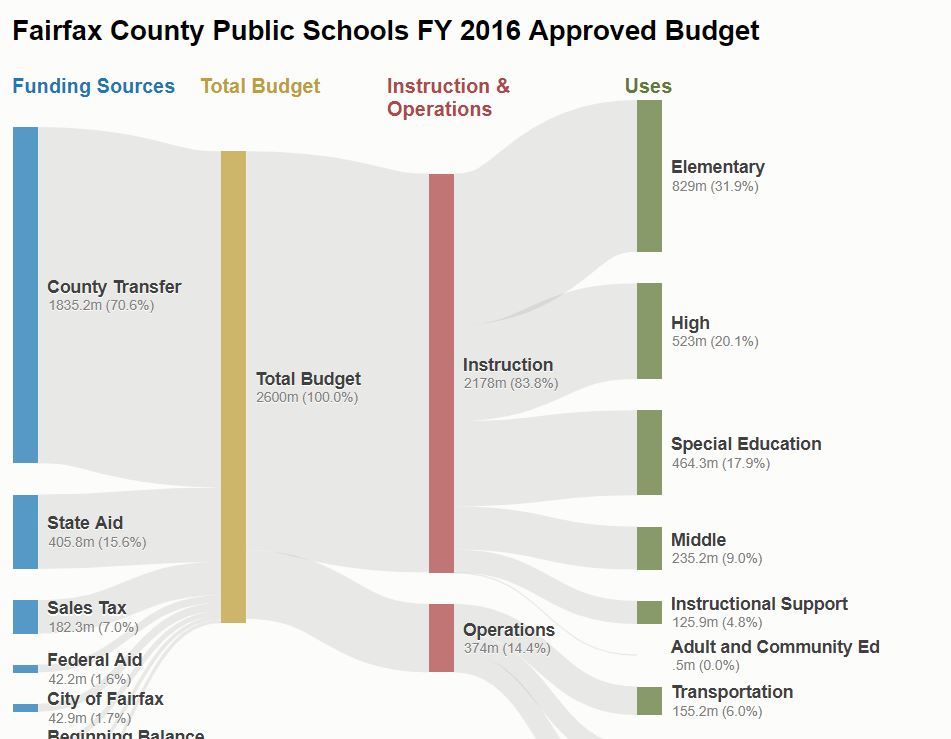 Fairfax County Public Schools FY 2016 Approved Budget
Funding Sources
Total Budget
Instruction &
Operations
Uses
County Transfer
1835.2m (70.6%)
State Aid
405.8m (15.6%)
Sales Tax
182.3m (7.0%)
Federal Aid
42.2m (1.6%)
City of Fairfax
42.9m (1.7%)
Beginning Balance
Total Budget
2600m (100.0%)
Instruction
2178m (83.8%)
Operations
374m (14.4%)
Elementary
829m (31.9%)
High
523m (20.1%)
Special Education
464.3m (17.9%)
Middle
235.2m (9.0%)
Instructional Support
125.9m (4.8%)
Adult and Community Ed
.5m (0.0%)
Transportation
155.2m (6.0%)